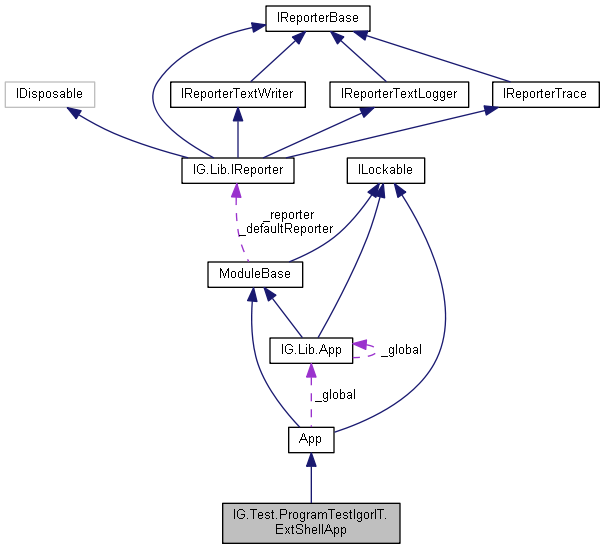 IReporterBase
IDisposable
IReporterTextWriter
IReporterTextLogger
IReporterTrace
IG.Lib.IReporter
ILockable
_reporter
_defaultReporter
ModuleBase
IG.Lib.App
_global
_global
App
IG.Test.ProgramTestIgorIT.
ExtShellApp